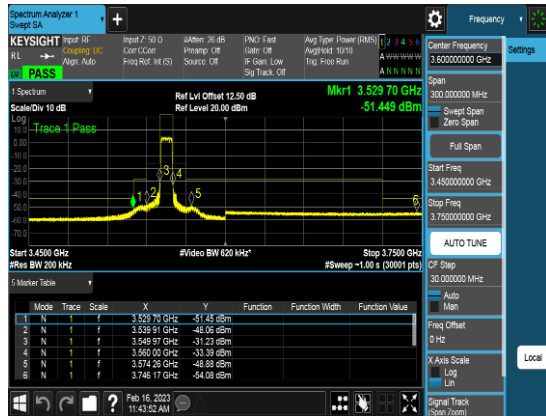 Spectrum Analyzer 1
Swept SA
Frequency
KEYSIGHT
Input: RF
Input Z: 50 Ω
#Atten: 26 dB
PNO: Fast
Avg Type: Power (RMS)
1 2 3 4 5 6
RL
Coupling: DC
Corr CCorr
Preamp: Off
Gate: Off
Avg|Hold: 10/10
A W W W W W
Align: Auto
Freq Ref: Int (S)
Source: Off
IF Gain: Low
Trig: Free Run
Sig Track: Off
A N N N N N
PASS
1 Spectrum
Ref Lvl Offset 12.50 dB
Mkr1 3.529 70 GHz
Scale/Div 10 dB
Ref Level 20.00 dBm
-51.449 dBm
Log
Trace 1 Pass
10.0
0.00
-10.0
-20.0
-30.0
-40.0
-50.0
-60.0
-70.0
1
2
3
4
5
6
Start 3.4500 GHz
#Video BW 620 kHz*
Stop 3.7500 GHz
#Res BW 200 kHz
#Sweep ~1.00 s (30001 pts)
5 Marker Table
Mode Trace Scale X Y Function Function Width Function Value
1 N 1 f 3.529 70 GHz -51.45 dBm
2 N 1 f 3.539 91 GHz -48.06 dBm
3 N 1 f 3.549 97 GHz -31.23 dBm
4 N 1 f 3.560 00 GHz -33.39 dBm
5 N 1 f 3.574 26 GHz -48.88 dBm
6 N 1 f 3.746 17 GHz -54.08 dBm
Feb 16, 2023
11:43:52 AM
Center Frequency
3.600000000 GHz
Settings
Span
300.000000 MHz
Swept Span
Zero Span
Full Span
Start Freq
3.450000000 GHz
Stop Freq
3.750000000 GHz
AUTO TUNE
CF Step
30.000000 MHz
Auto
Man
Freq Offset
0 Hz
X Axis Scale
Log
Lin
Local
Signal Track
(Span Zoom)